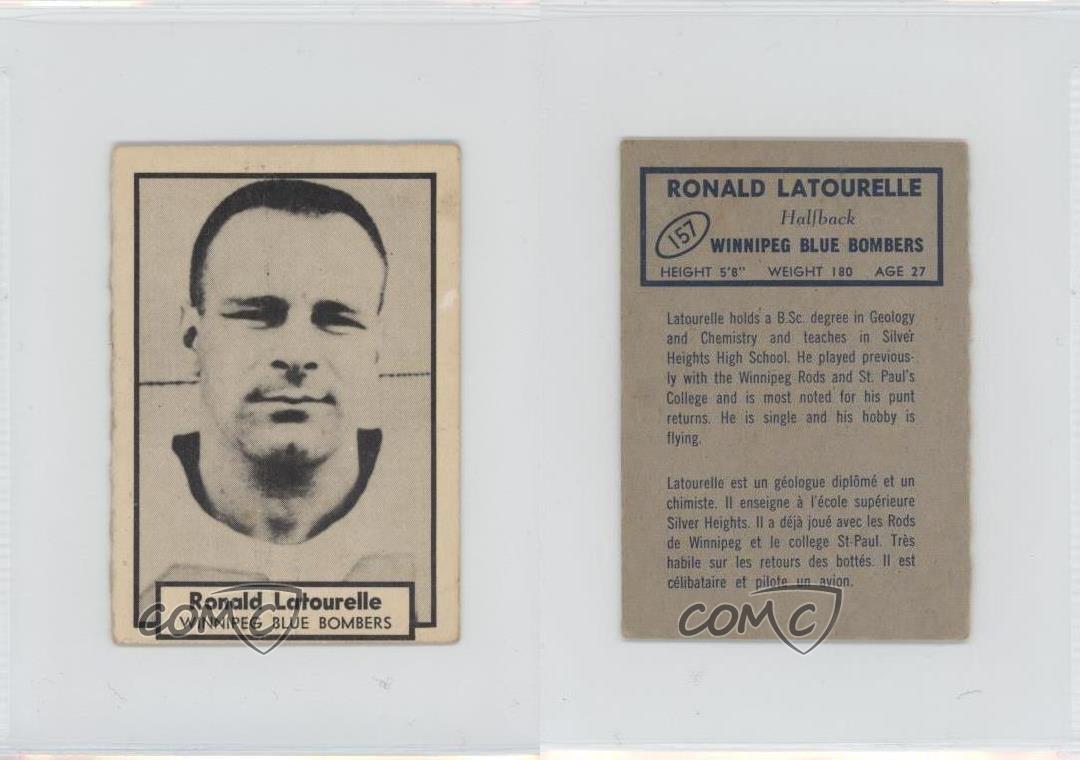 Ronald Latourelle
WINNIPEG BLUE BOMBERS
COMC
RONALD LATOURELLE
Halfback
157
WINNIPEG BLUE BOMBERS
HEIGHT 5'8" WEIGHT 180 AGE 27
Latourelle holds a B.Sc. degree in Geology
and Chemistry and teaches in Silver
Heights High School. He played previous-
ly with the Winnipeg Rods and St. Paul's
College and is most noted for his punt
returns. He is single and his hobby is
flying.
Latourelle est un géologue diplômé et un
chimiste. Il enseigne à l'école supérieure
Silver Heights. Il a déjà joué avec les Rods
de Winnipeg et le college St-Paul. Très
habile sur les retours des bottés. Il est
célibataire et pilote un avion.
COMC